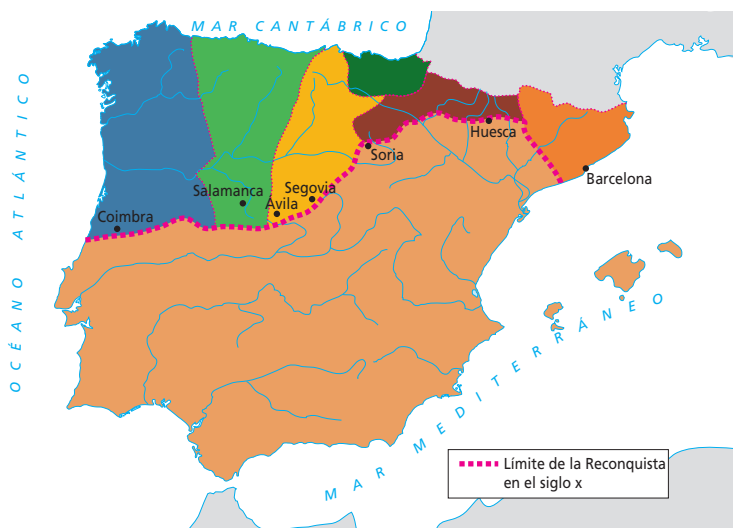 MAR CANTÁBRICO
OCÉANO ATLÁNTICO
Huesca
Soria
Barcelona
Salamanca
Segovia
Ávila
Coimbra
MAR MEDITERRÁNEO
Límite de la Reconquista
en el siglo x